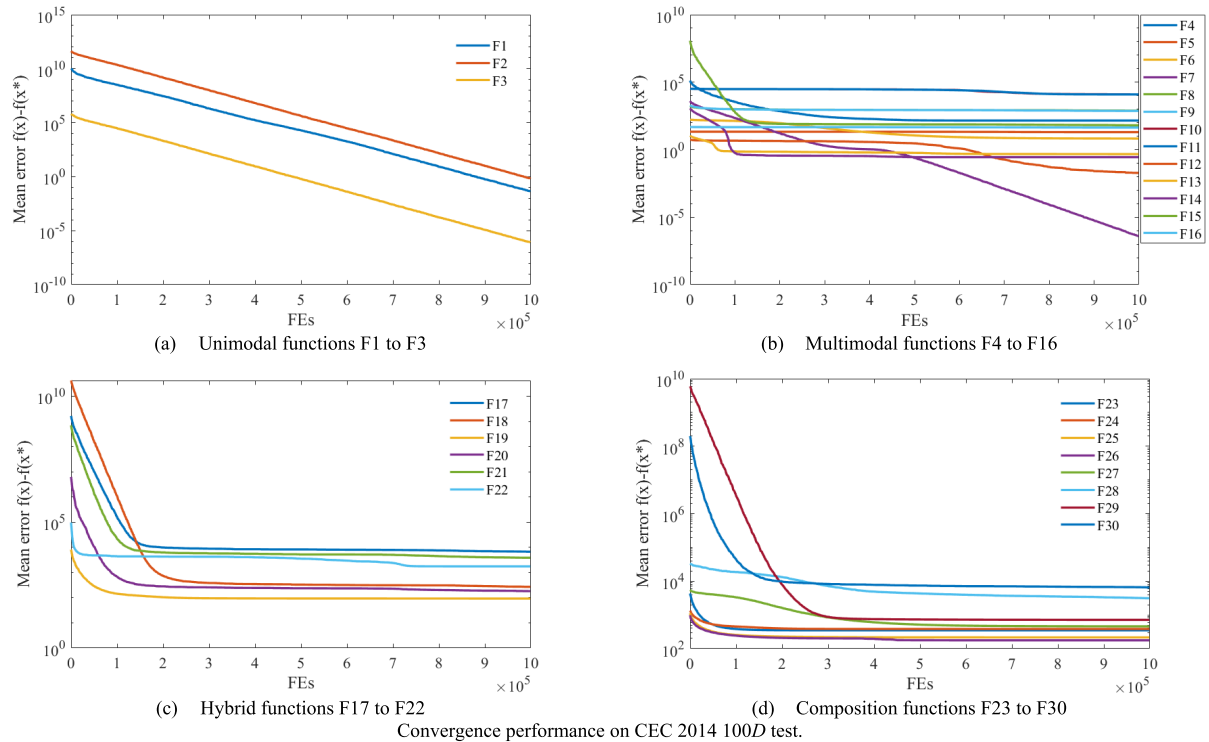 10^15
10^10
10^5
10^0
10^-5
10^-10
Mean error f(x)-f(x*)
F1
F2
F3
0 1 2 3 4 5 6 7 8 9 10
FEs
×10^5
(a) Unimodal functions F1 to F3
10^10
10^5
10^0
10^-5
10^-10
Mean error f(x)-f(x*)
F4
F5
F6
F7
F8
F9
F10
F11
F12
F13
F14
F15
F16
0 1 2 3 4 5 6 7 8 9 10
FEs
×10^5
(b) Multimodal functions F4 to F16
10^10
10^5
10^0
Mean error f(x)-f(x*)
F17
F18
F19
F20
F21
F22
0 1 2 3 4 5 6 7 8 9 10
FEs
×10^5
(c) Hybrid functions F17 to F22
10^10
10^8
10^6
10^4
10^2
Mean error f(x)-f(x*)
F23
F24
F25
F26
F27
F28
F29
F30
0 1 2 3 4 5 6 7 8 9 10
FEs
×10^5
(d) Composition functions F23 to F30
Convergence performance on CEC 2014 100D test.